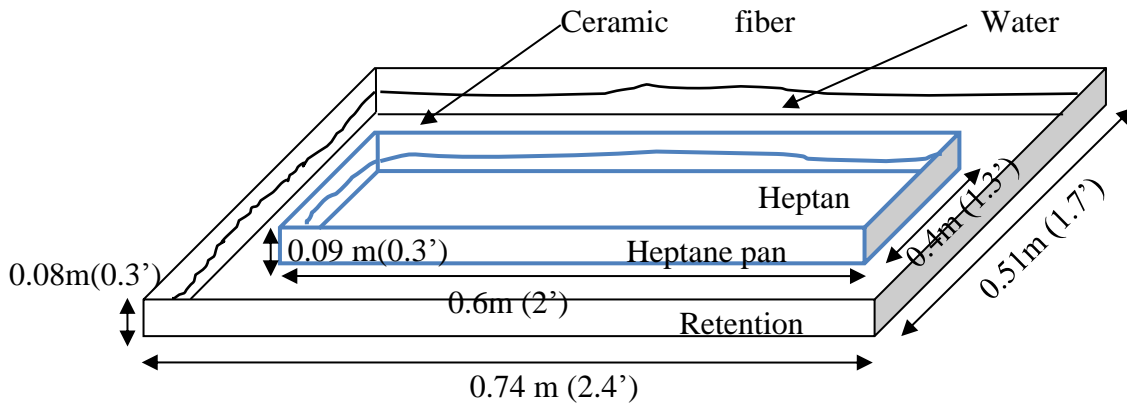 Ceramic fiber
Water
Heptan
0.4m (1.3’)
0.51m (1.7’)
0.09 m(0.3’)
Heptane pan
0.08m(0.3’)
0.6m (2’)
Retention
0.74 m (2.4’)